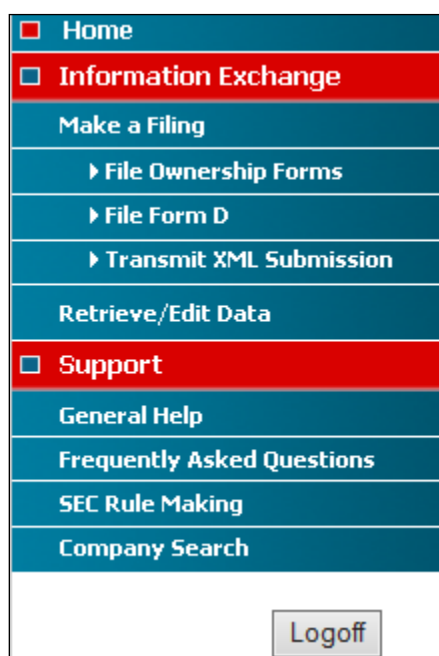 Home
Information Exchange
Make a Filing
File Ownership Forms
File Form D
Transmit XML Submission
Retrieve/Edit Data
Support
General Help
Frequently Asked Questions
SEC Rule Making
Company Search
Logoff